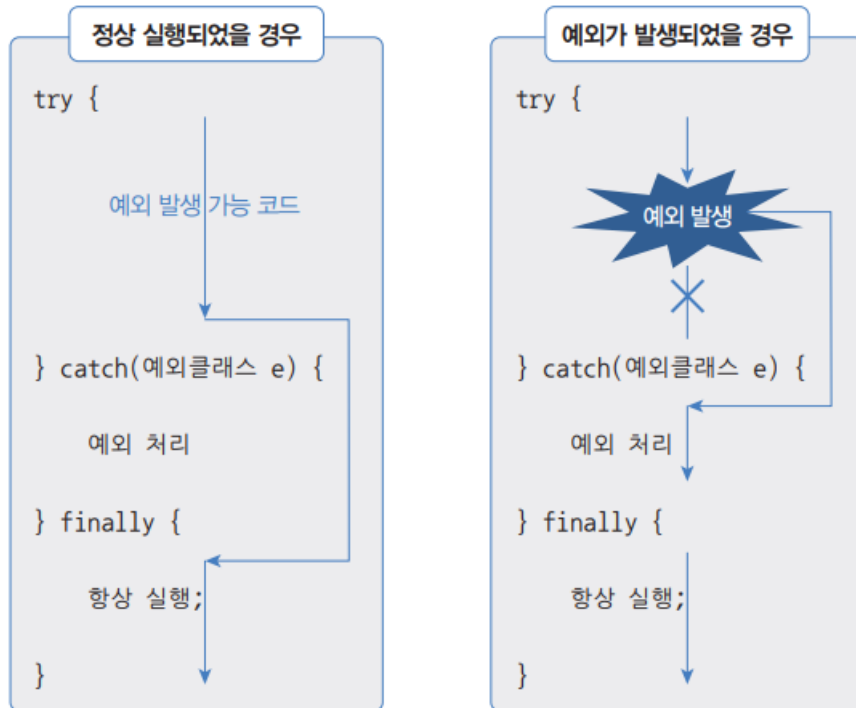 정상 실행되었을 경우
try {
예외 발생 가능 코드
} catch(예외클래스 e) {
예외 처리
} finally {
항상 실행;
}
예외가 발생되었을 경우
try {
예외 발생
} catch(예외클래스 e) {
예외 처리
} finally {
항상 실행;
}